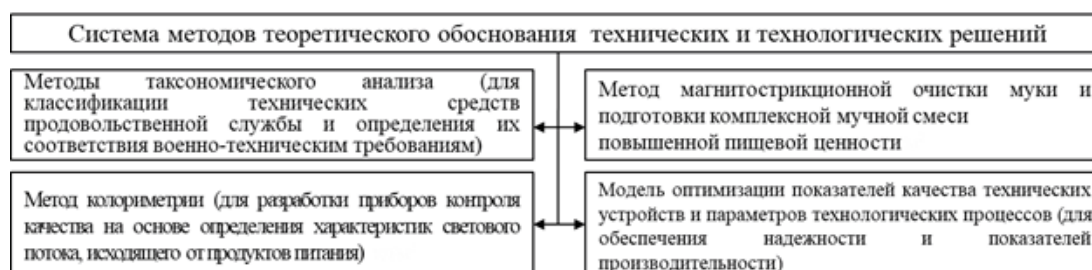 Система методов теоретического обоснования технических и технологических решений
Методы таксономического анализа (для
классификации технических средств
продовольственной службы и определения их
соответствия военно-техническим требованиям)
Метод магнитострикционной очистки муки и
подготовки комплексной мучной смеси
повышенной пищевой ценности
Метод колориметрии (для разработки приборов контроля
качества на основе определения характеристик светового
потока, исходящего от продуктов питания)
Модель оптимизации показателей качества технических
устройств и параметров технологических процессов (для
обеспечения надежности и показателей
производительности)